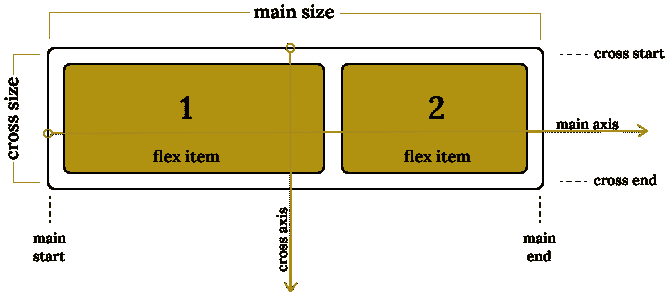 main size
cross start
cross size
1
2
main axis
flex item
flex item
cross end
cross axis
main
start
main
end